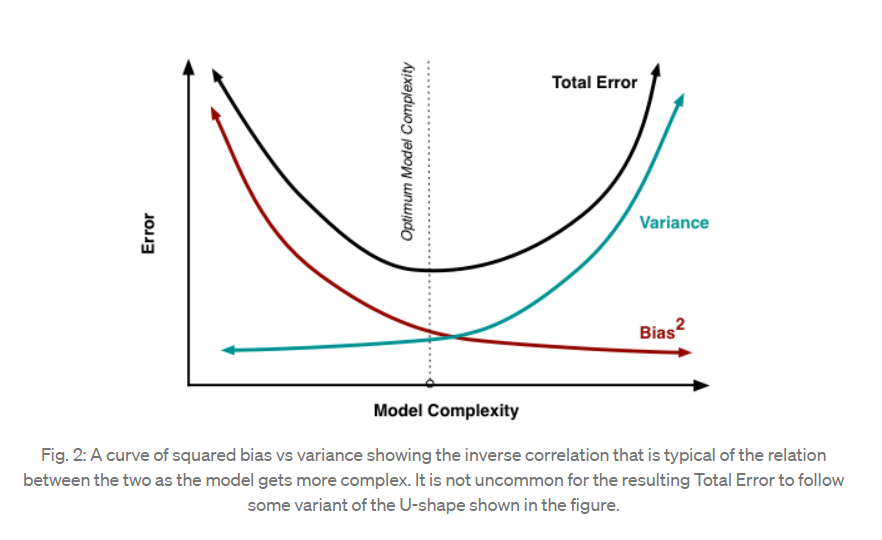 Optimum Model Complexity
Total Error
Variance
Error
Bias²
Model Complexity
Fig. 2: A curve of squared bias vs variance showing the inverse correlation that is typical of the relation
between the two as the model gets more complex. It is not uncommon for the resulting Total Error to follow
some variant of the U-shape shown in the figure.